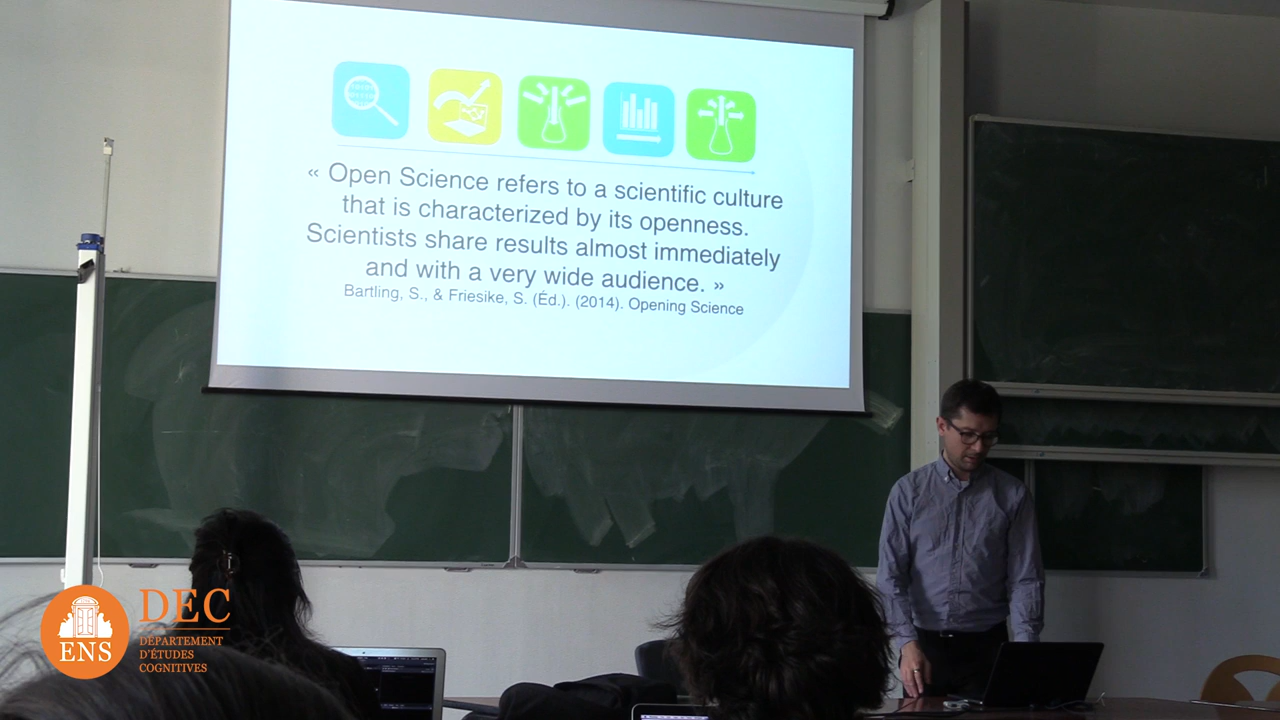 « Open Science refers to a scientific culture
that is characterized by its openness.
Scientists share results almost immediately
and with a very wide audience. »
Bartling, S., & Friesike, S. (Éd.). (2014). Opening Science
ENS
DEC
DEPARTEMENT
D'ÉTUDES
COGNITIVES